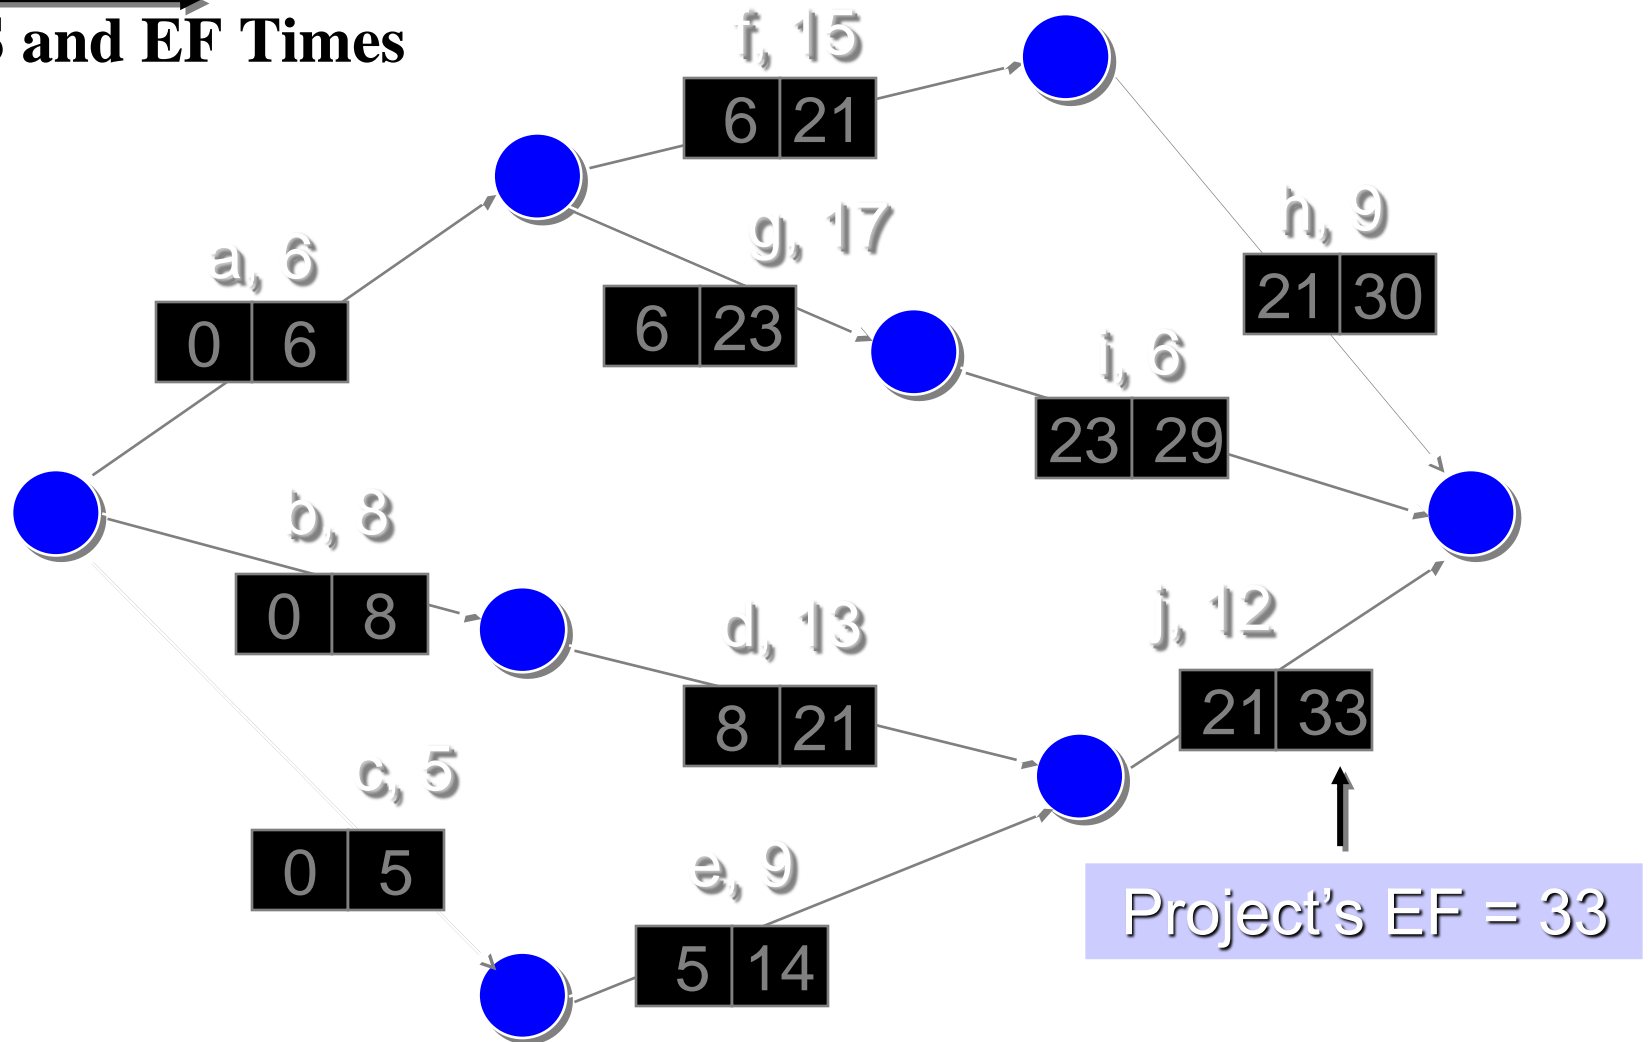 S and EF Times
f, 15
6 21
a, 6
0 6
g, 17
6 23
h, 9
21 30
i, 6
23 29
b, 8
0 8
d, 13
8 21
j, 12
21 33
c, 5
0 5
e, 9
5 14
Project’s EF = 33